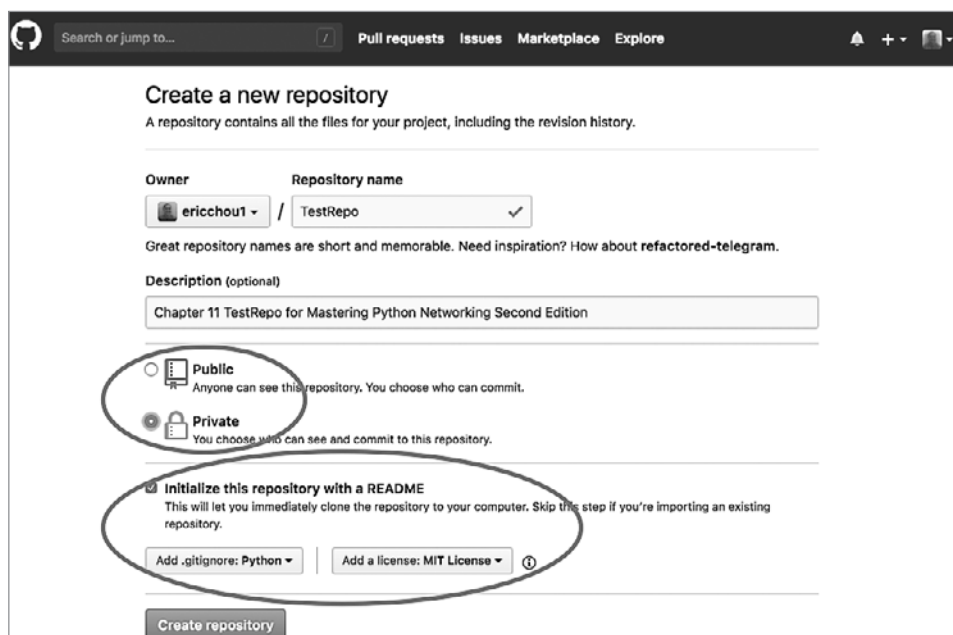 Search or jump to... / Pull requests Issues Marketplace Explore
Create a new repository
A repository contains all the files for your project, including the revision history.
Owner Repository name
ericchou1 / TestRepo
Great repository names are short and memorable. Need inspiration? How about refactored-telegram.
Description (optional)
Chapter 11 TestRepo for Mastering Python Networking Second Edition
Public
Anyone can see this repository. You choose who can commit.
Private
You choose who can see and commit to this repository.
Initialize this repository with a README
This will let you immediately clone the repository to your computer. Skip this step if you're importing an existing
repository.
Add .gitignore: Python Add a license: MIT License
Create repository